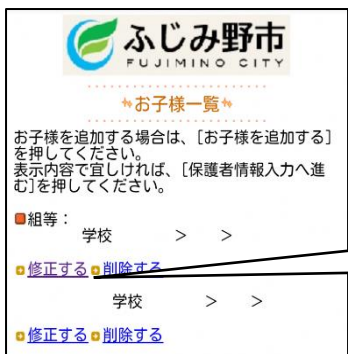 ふじみ野市
FUJIMINO CITY
お子様一覧
お子様を追加する場合は、[お子様を追加する]
を押してください。
表示内容で宜しければ、[保護者情報入力へ進
む]を押してください。
組等：
学校 > >
修正する 削除する
学校 > >
修正する 削除する